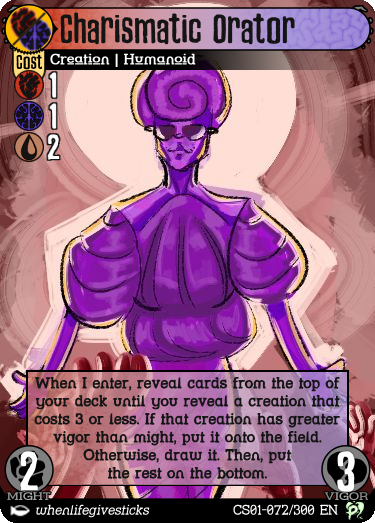 Charismatic Orator
COST
Creation | Humanoid
1
1
2
When I enter, reveal cards from the top of
your deck until you reveal a creation that
costs 3 or less. If that creation has greater
vigor than might, put it onto the field.
Otherwise, draw it. Then, put
the rest on the bottom.
2
MIGHT
3
VIGOR
whenlifegivesticks
CS01-072/300 EN